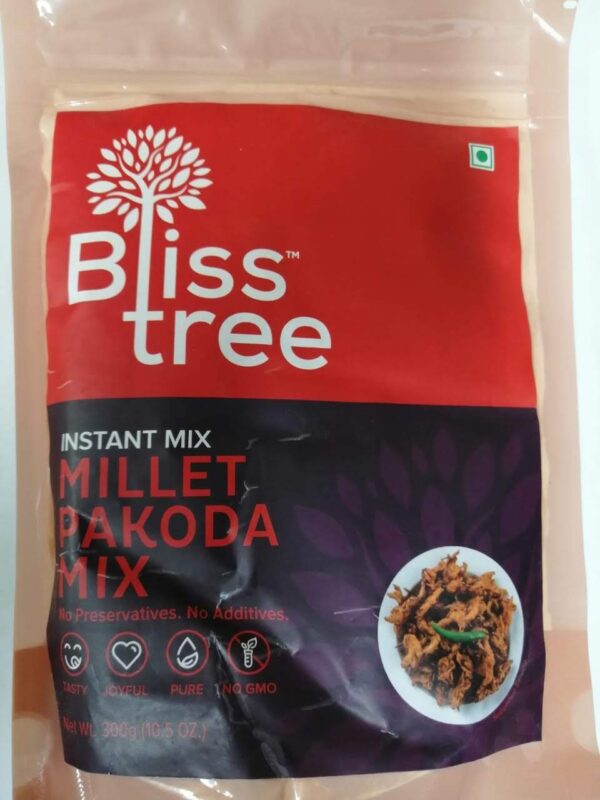 Bliss™
tree
INSTANT MIX
MILLET
PAKODA
MIX
No Preservatives. No Additives.
TASTY JOYFUL PURE NO GMO
Net Wt. 300g (10.5 OZ.)